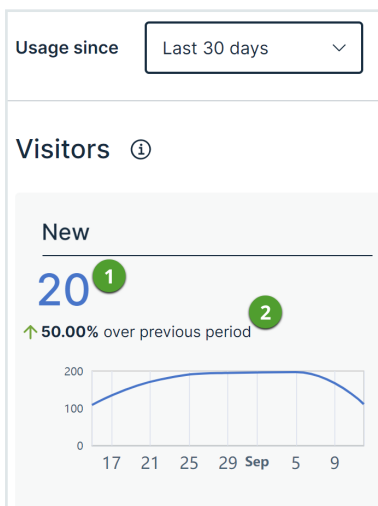 Usage since Last 30 days
Visitors
New
20 1
50.00% over previous period 2
200
100
0
17 21 25 29 Sep 5 9